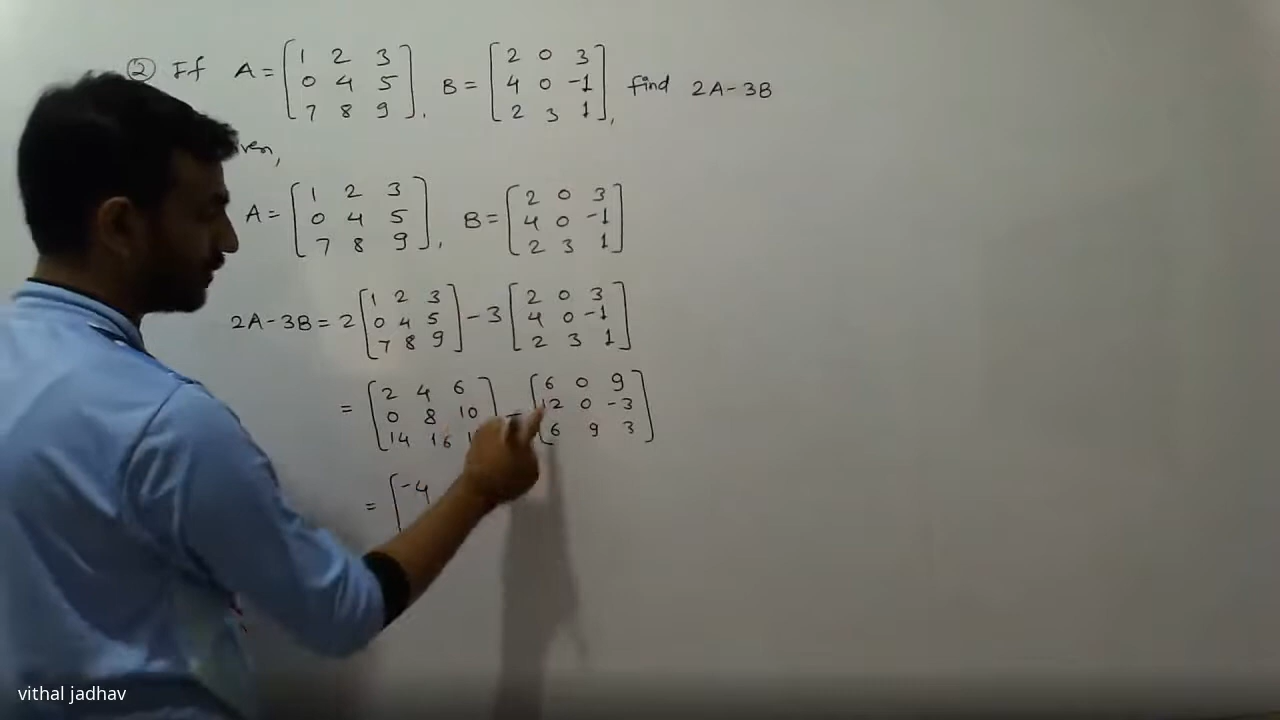 ② If A = [ 1 2 3
0 4 5
7 8 9 ], B = [ 2 0 3
4 0 -1
2 3 1 ], find 2A-3B
A = [ 1 2 3
0 4 5
7 8 9 ], B = [ 2 0 3
4 0 -1
2 3 1 ]
2A-3B = 2 [ 1 2 3
0 4 5
7 8 9 ] - 3 [ 2 0 3
4 0 -1
2 3 1 ]
= [ 2 4 6
0 8 10
14 16 ] - [ 6 0 9
12 0 -3
6 9 3 ]
= [ -4
vithal jadhav